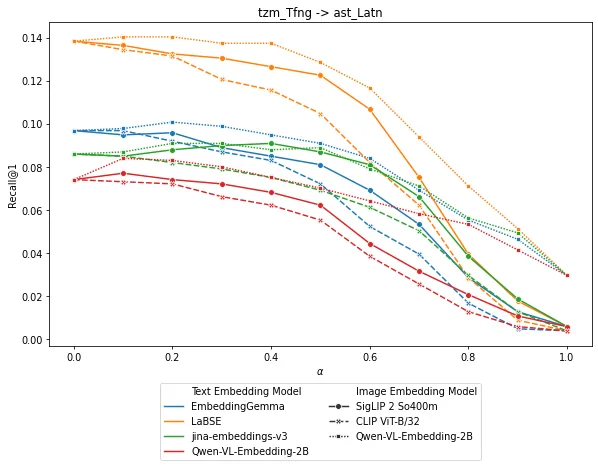 tzm_Tfng -> ast_Latn
Recall@1
0.14
0.12
0.10
0.08
0.06
0.04
0.02
0.00
0.0 0.2 0.4 0.6 0.8 1.0
α
Text Embedding Model
EmbeddingGemma
LaBSE
jina-embeddings-v3
Qwen-VL-Embedding-2B
Image Embedding Model
SigLIP 2 So400m
CLIP ViT-B/32
Qwen-VL-Embedding-2B